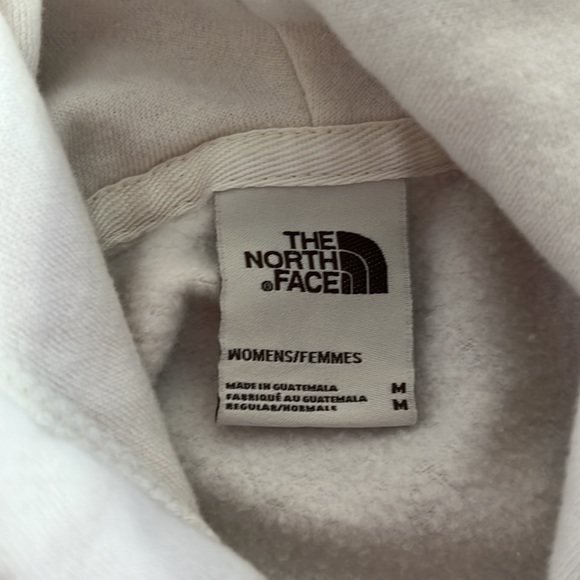 THE
NORTH
®FACE
WOMENS/FEMMES
MADE IN GUATEMALA M
FABRIQUÉ AU GUATEMALA M
REGULAR/NORMALE